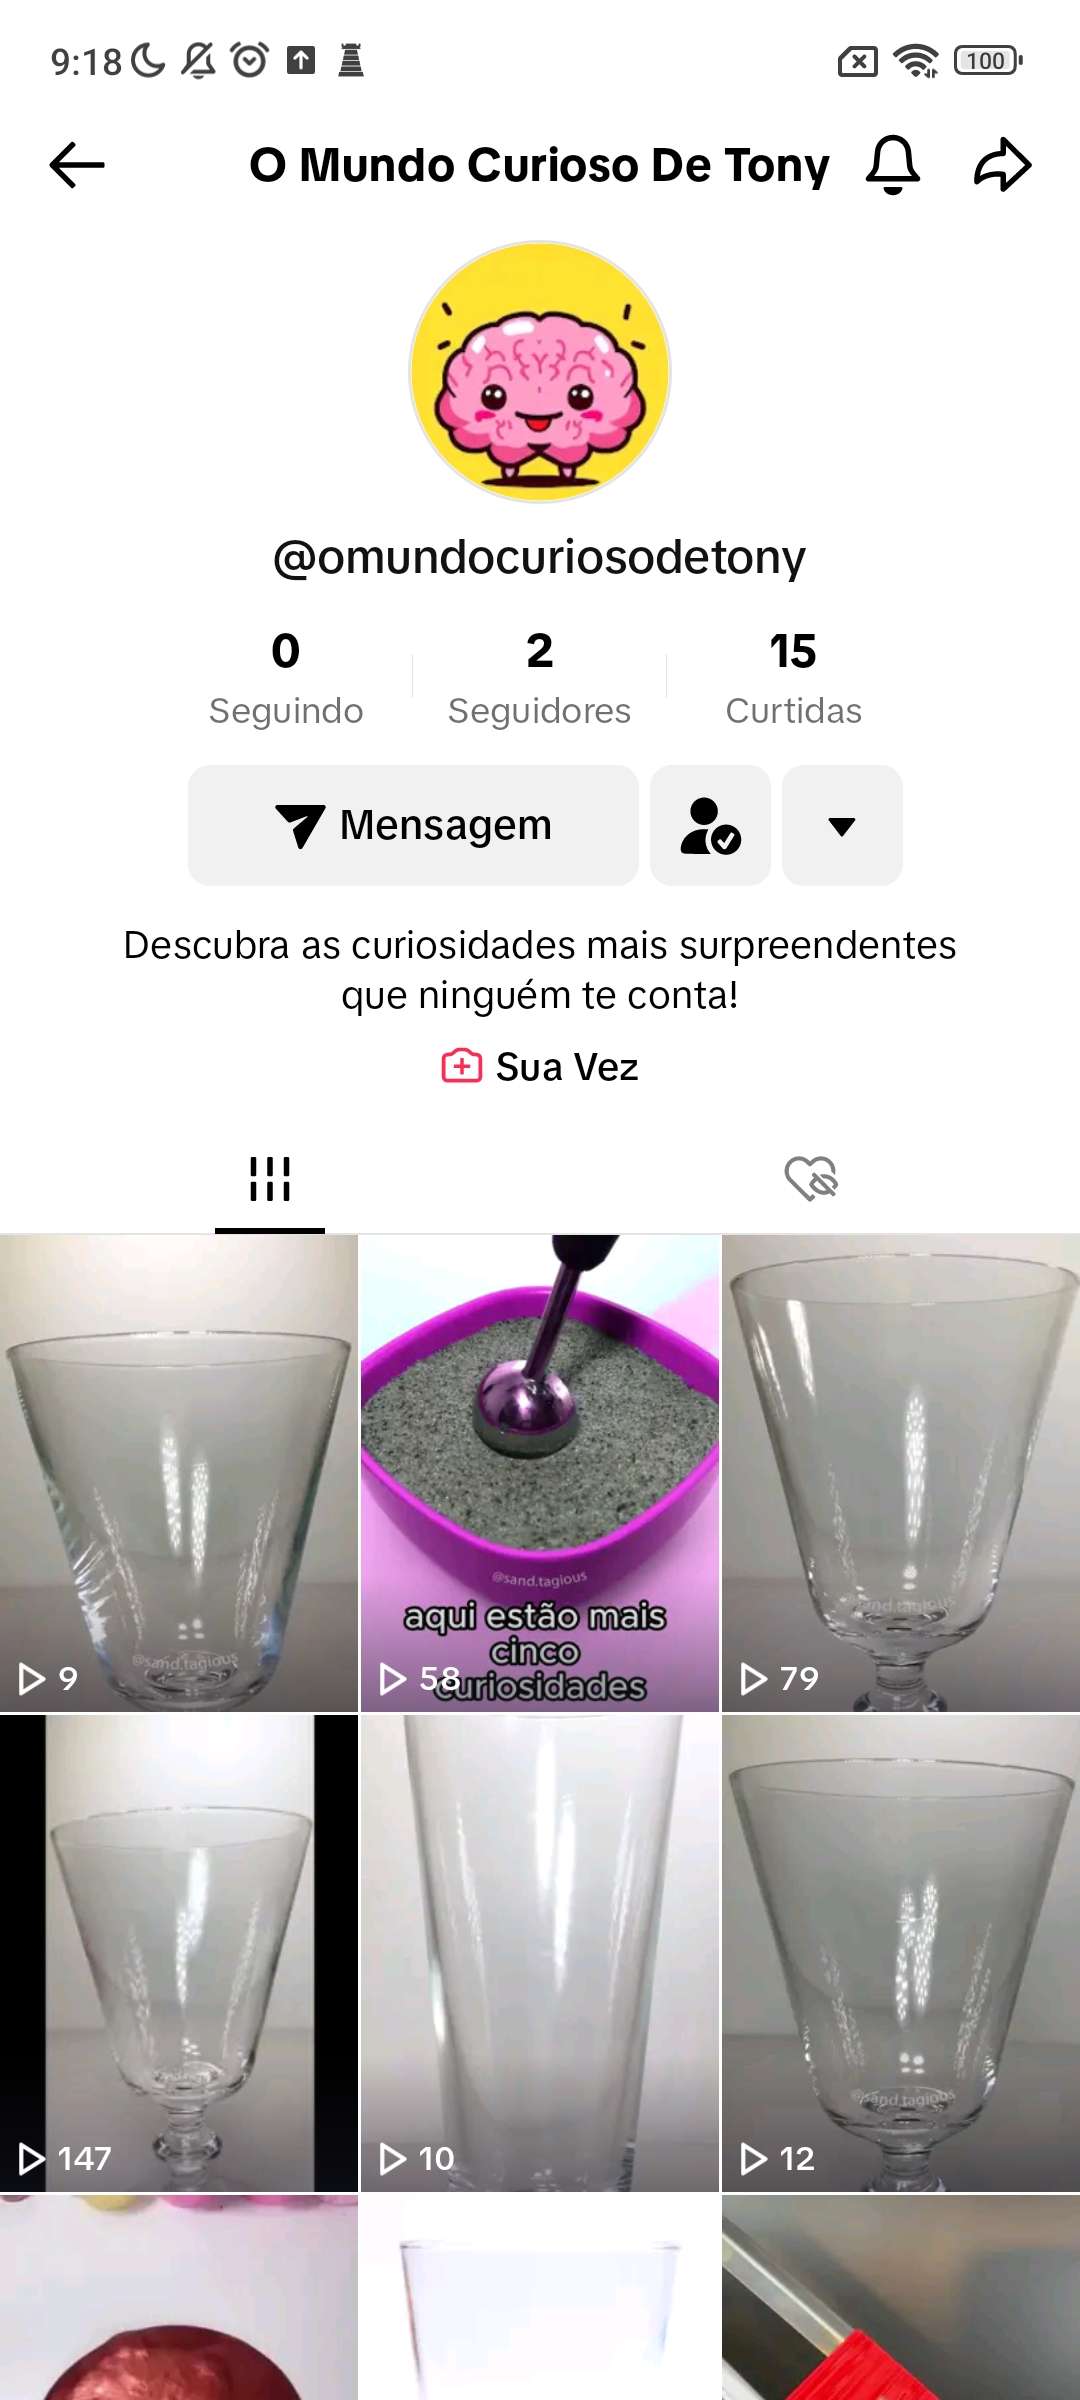 9:18
100
O Mundo Curioso De Tony
@omundocuriosodetony
0
2
15
Seguindo
Seguidores
Curtidas
Mensagem
Descubra as curiosidades mais surpreendentes
que ninguém te conta!
Sua Vez
@sand.tagious
9
@sand.tagious
aqui estão mais
cinco
curiosidades
58
@sand.tagious
79
147
10
@sand.tagious
12